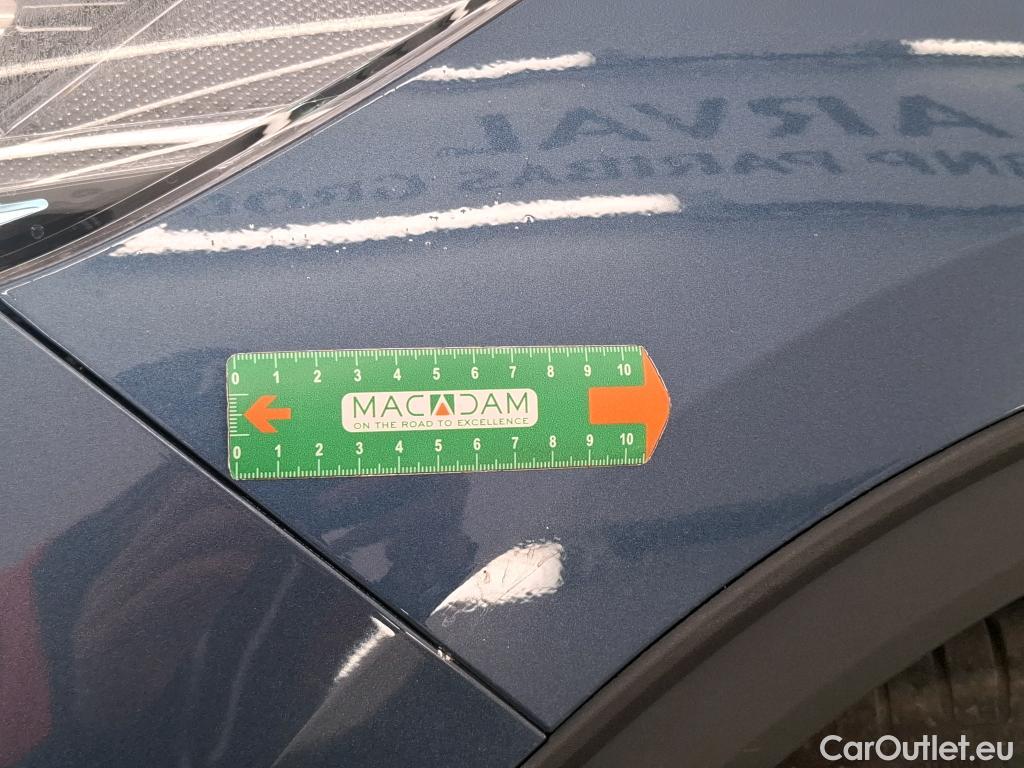 ARVAL
BNP PARIBAS GROUP
0 1 2 3 4 5 6 7 8 9 10
MACADAM
ON THE ROAD TO EXCELLENCE
0 1 2 3 4 5 6 7 8 9 10
CarOutlet.eu